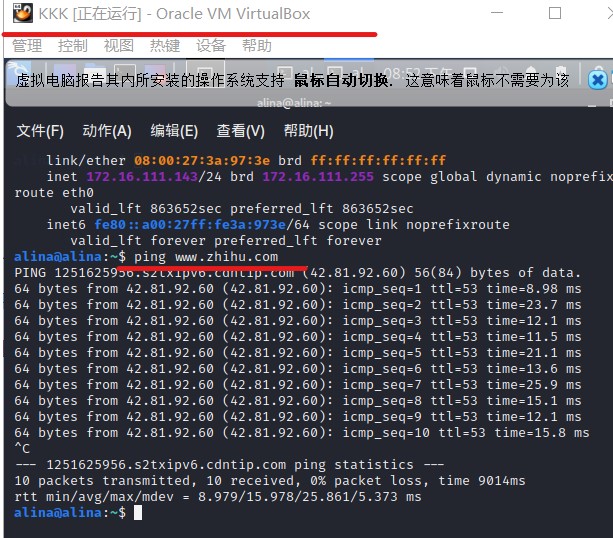 KKK [正在运行] - Oracle VM VirtualBox
管理 控制 视图 热键 设备 帮助
虚拟电脑报告其内所安装的操作系统支持 鼠标自动切换. 这意味着鼠标不需要为该
alina@alina: ~
文件(F) 动作(A) 编辑(E) 查看(V) 帮助(H)
link/ether 08:00:27:3a:97:3e brd ff:ff:ff:ff:ff:ff
inet 172.16.111.143/24 brd 172.16.111.255 scope global dynamic noprefix
route eth0
valid_lft 863652sec preferred_lft 863652sec
inet6 fe80::a00:27ff:fe3a:973e/64 scope link noprefixroute
valid_lft forever preferred_lft forever
alina@alina:~$ ping www.zhihu.com
PING 1251625956.s2txipv6.cdntip.com (42.81.92.60) 56(84) bytes of data.
64 bytes from 42.81.92.60 (42.81.92.60): icmp_seq=1 ttl=53 time=8.98 ms
64 bytes from 42.81.92.60 (42.81.92.60): icmp_seq=2 ttl=53 time=23.7 ms
64 bytes from 42.81.92.60 (42.81.92.60): icmp_seq=3 ttl=53 time=12.1 ms
64 bytes from 42.81.92.60 (42.81.92.60): icmp_seq=4 ttl=53 time=11.5 ms
64 bytes from 42.81.92.60 (42.81.92.60): icmp_seq=5 ttl=53 time=21.1 ms
64 bytes from 42.81.92.60 (42.81.92.60): icmp_seq=6 ttl=53 time=13.6 ms
64 bytes from 42.81.92.60 (42.81.92.60): icmp_seq=7 ttl=53 time=25.9 ms
64 bytes from 42.81.92.60 (42.81.92.60): icmp_seq=8 ttl=53 time=15.1 ms
64 bytes from 42.81.92.60 (42.81.92.60): icmp_seq=9 ttl=53 time=12.1 ms
64 bytes from 42.81.92.60 (42.81.92.60): icmp_seq=10 ttl=53 time=15.8 ms
^C
--- 1251625956.s2txipv6.cdntip.com ping statistics ---
10 packets transmitted, 10 received, 0% packet loss, time 9014ms
rtt min/avg/max/mdev = 8.979/15.978/25.861/5.373 ms
alina@alina:~$